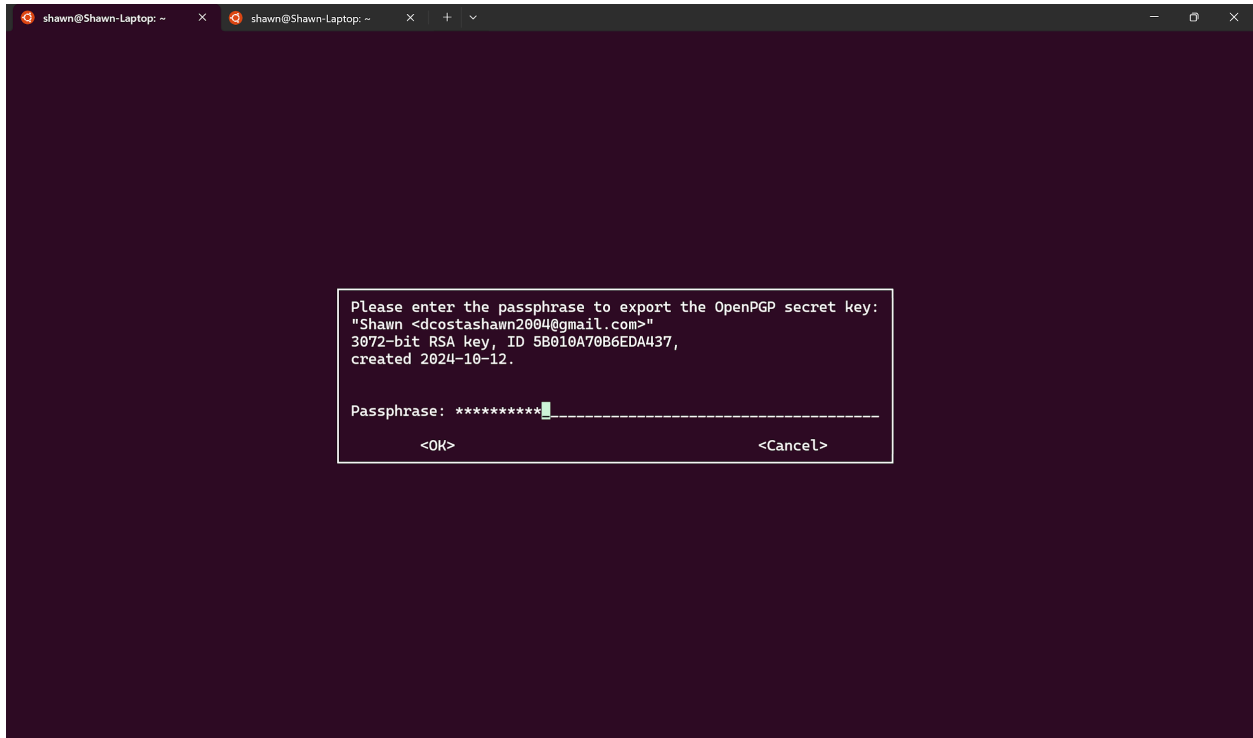 shawn@Shawn-Laptop: ~ shawn@Shawn-Laptop: ~
Please enter the passphrase to export the OpenPGP secret key:
"Shawn <dcostashawn2004@gmail.com>"
3072-bit RSA key, ID 5B010A70B6EDA437,
created 2024-10-12.
Passphrase: **********_______________________________________
<OK> <Cancel>